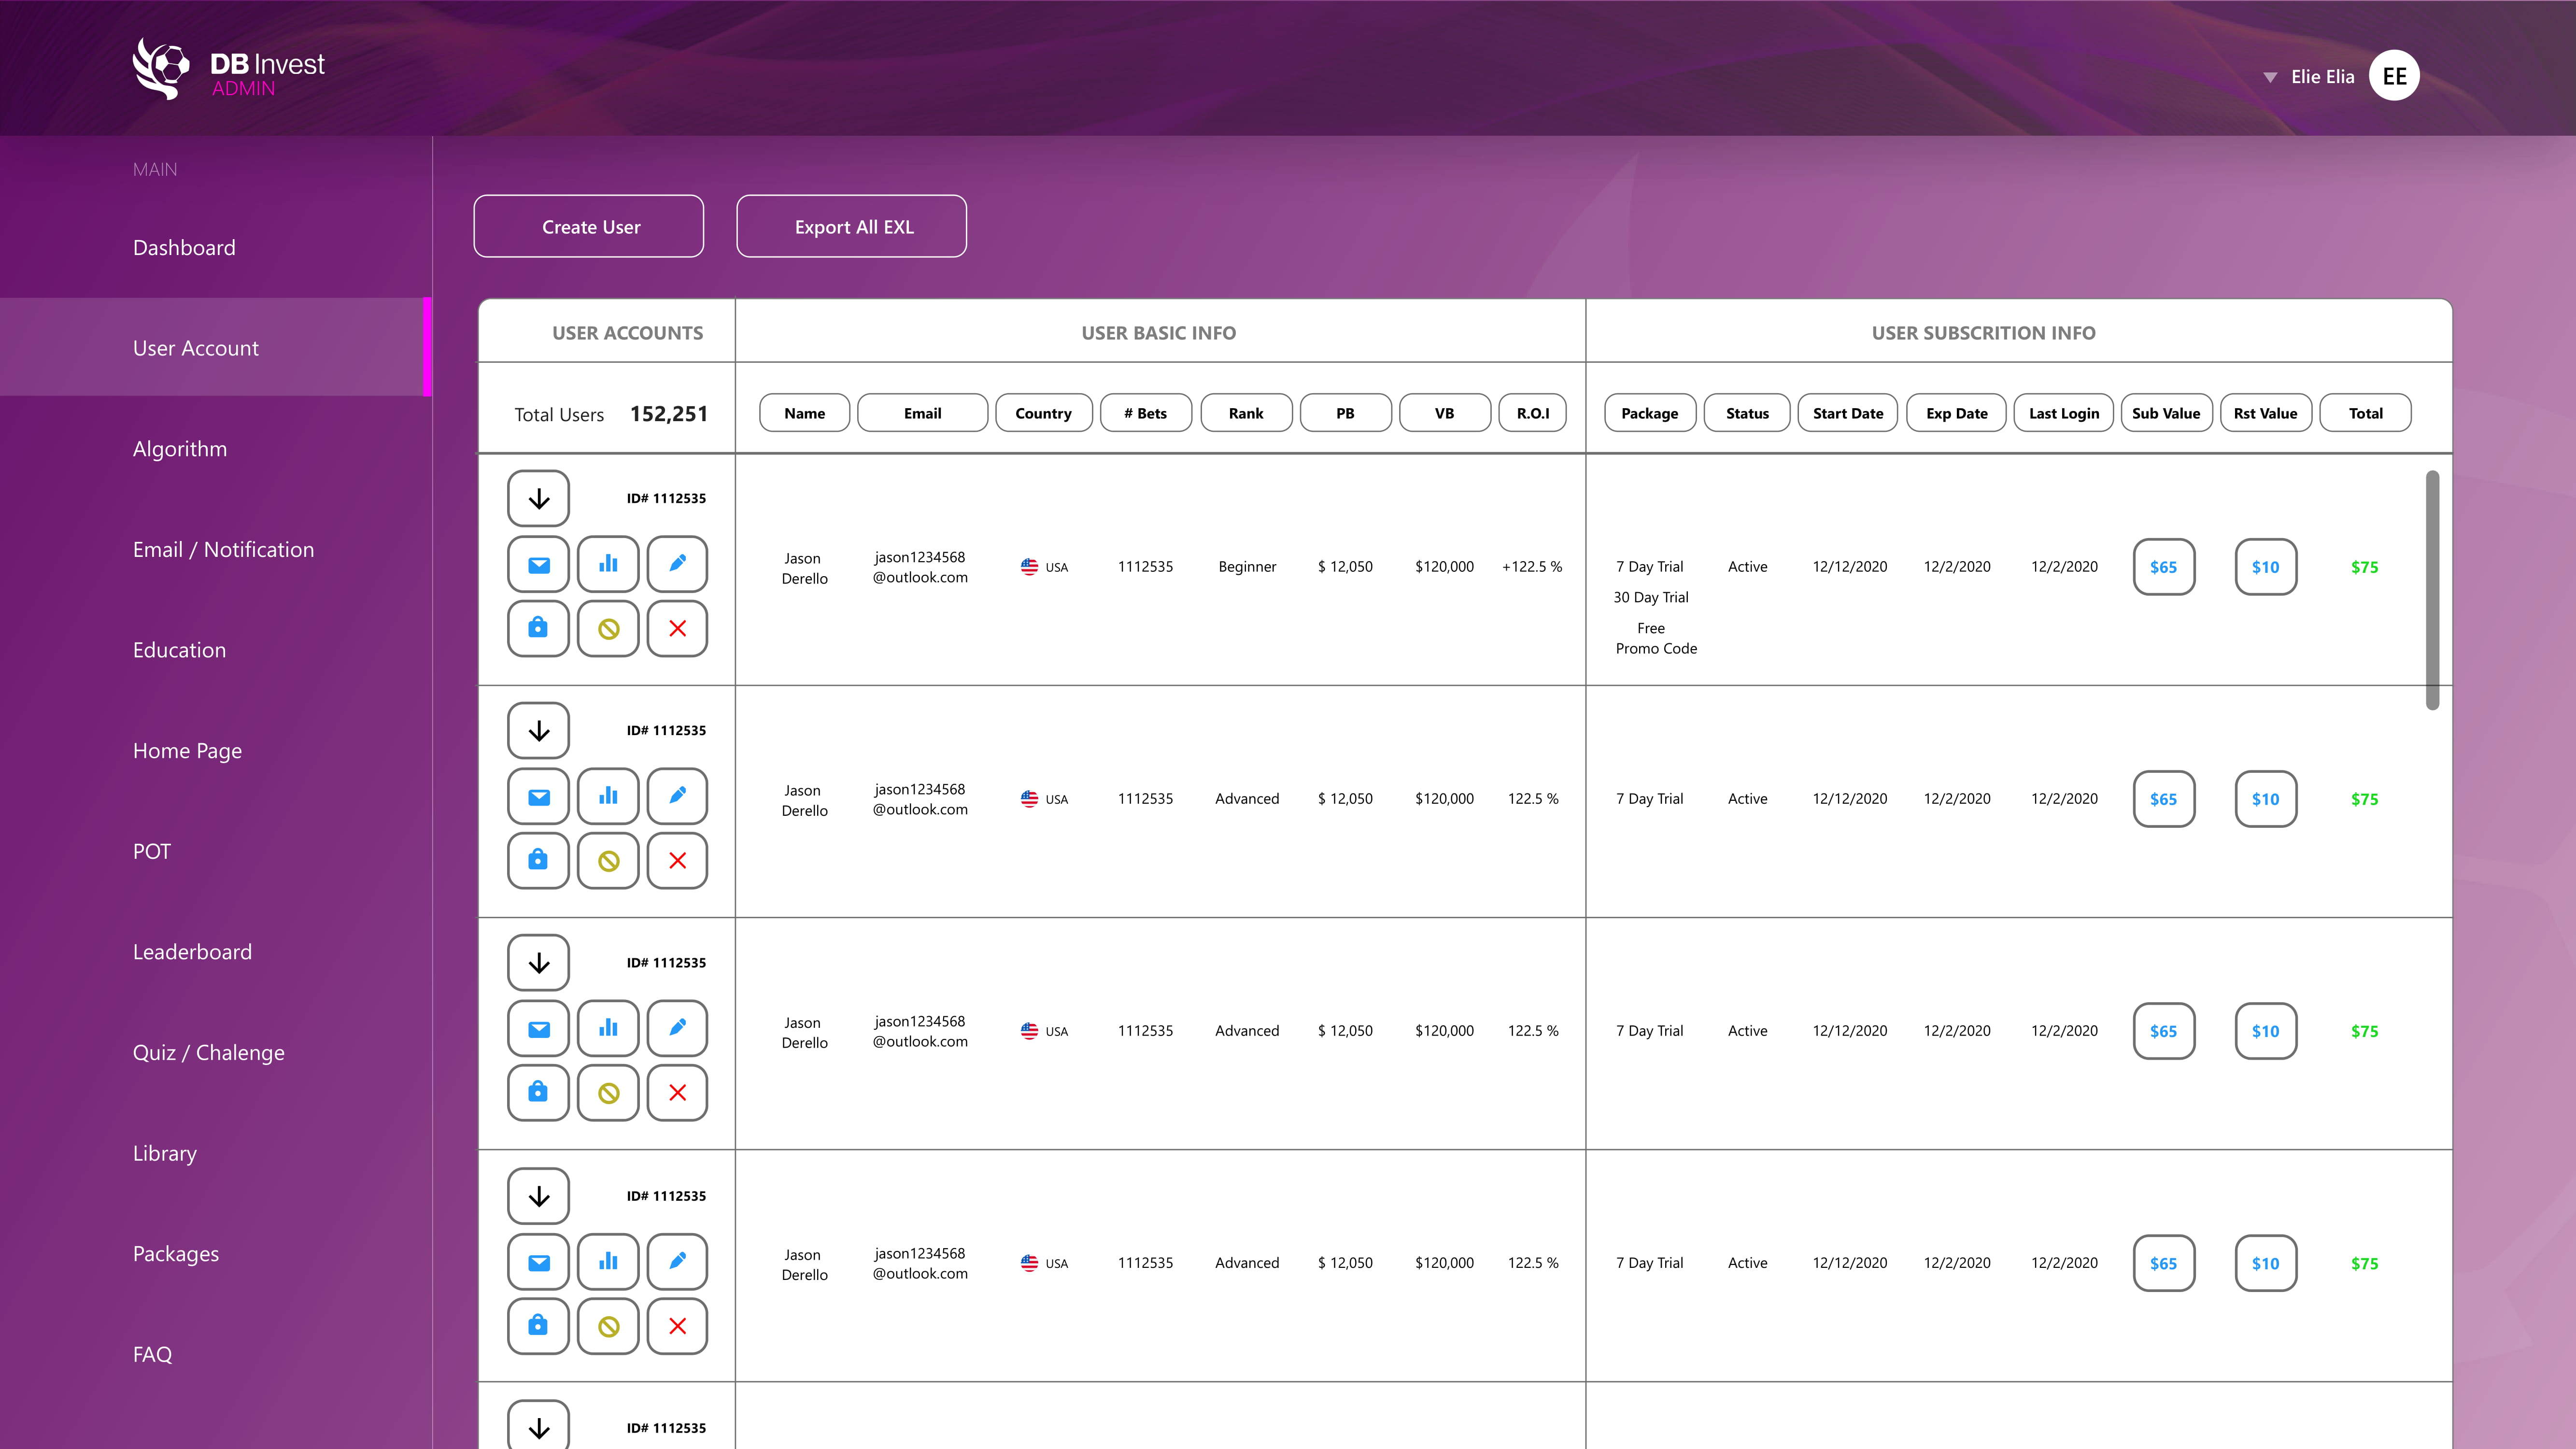 DB Invest
ADMIN
Elie Elia
EE
MAIN
Dashboard
User Account
Algorithm
Email / Notification
Education
Home Page
POT
Leaderboard
Quiz / Chalenge
Library
Packages
FAQ
Create User
Export All EXL
USER ACCOUNTS
USER BASIC INFO
USER SUBSCRITION INFO
Total Users 152,251
Name Email Country # Bets Rank PB VB R.O.I Package Status Start Date Exp Date Last Login Sub Value Rst Value Total
ID# 1112535
Jason
Derello
jason1234568
@outlook.com
USA 1112535 Beginner $ 12,050 $120,000 +122.5 % 7 Day Trial Active 12/12/2020 12/2/2020 12/2/2020 $65 $10 $75
30 Day Trial
Free
Promo Code
ID# 1112535
Jason
Derello
jason1234568
@outlook.com
USA 1112535 Advanced $ 12,050 $120,000 122.5 % 7 Day Trial Active 12/12/2020 12/2/2020 12/2/2020 $65 $10 $75
ID# 1112535
Jason
Derello
jason1234568
@outlook.com
USA 1112535 Advanced $ 12,050 $120,000 122.5 % 7 Day Trial Active 12/12/2020 12/2/2020 12/2/2020 $65 $10 $75
ID# 1112535
Jason
Derello
jason1234568
@outlook.com
USA 1112535 Advanced $ 12,050 $120,000 122.5 % 7 Day Trial Active 12/12/2020 12/2/2020 12/2/2020 $65 $10 $75
ID# 1112535